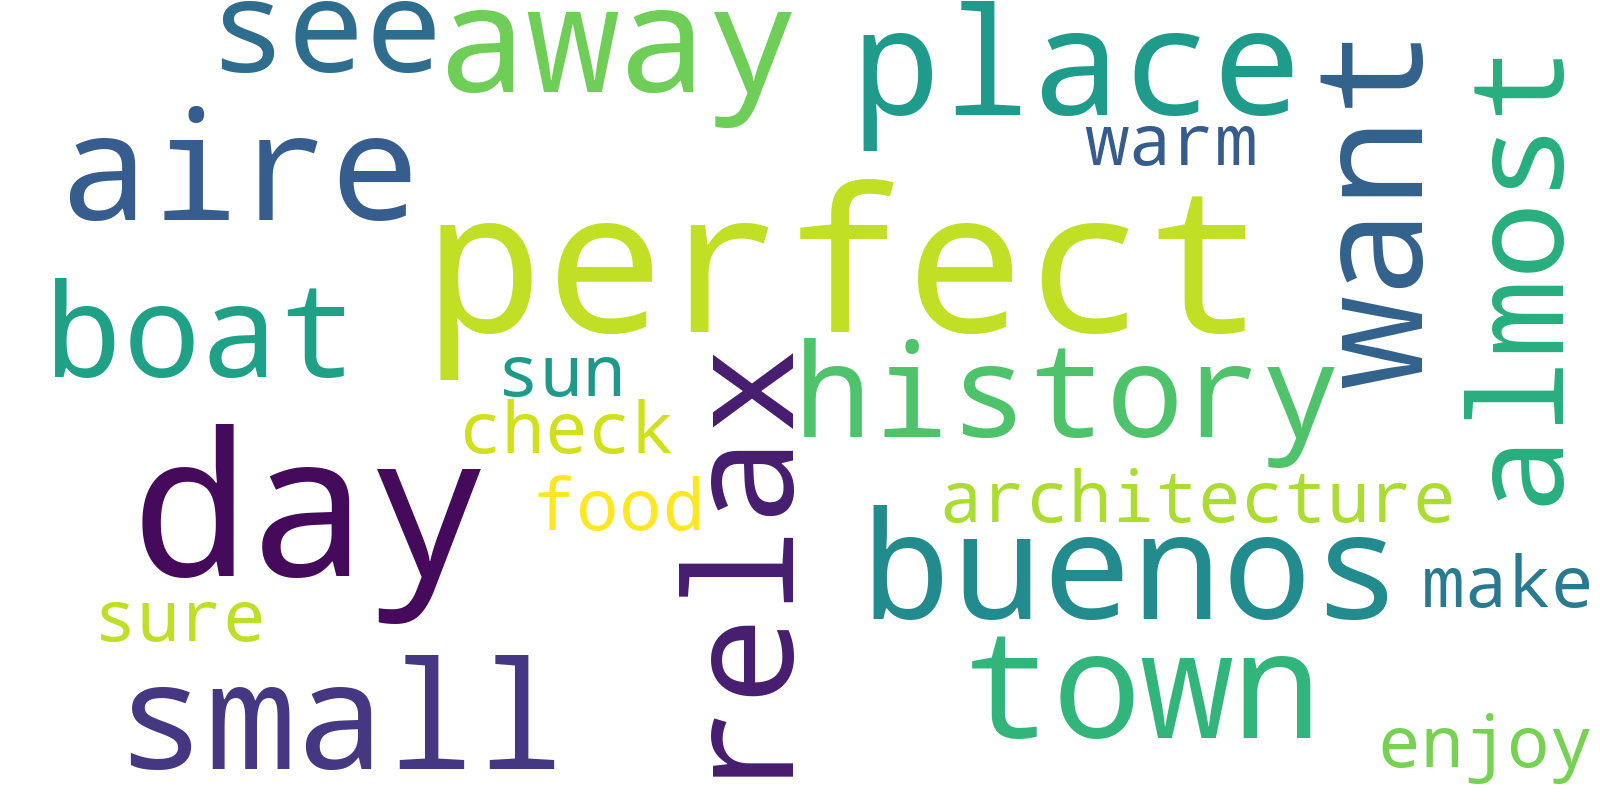 see
away
place
want
almost
aire
warm
perfect
boat
sun
history
check
relax
day
food
architecture
buenos
make
sure
small
town
enjoy